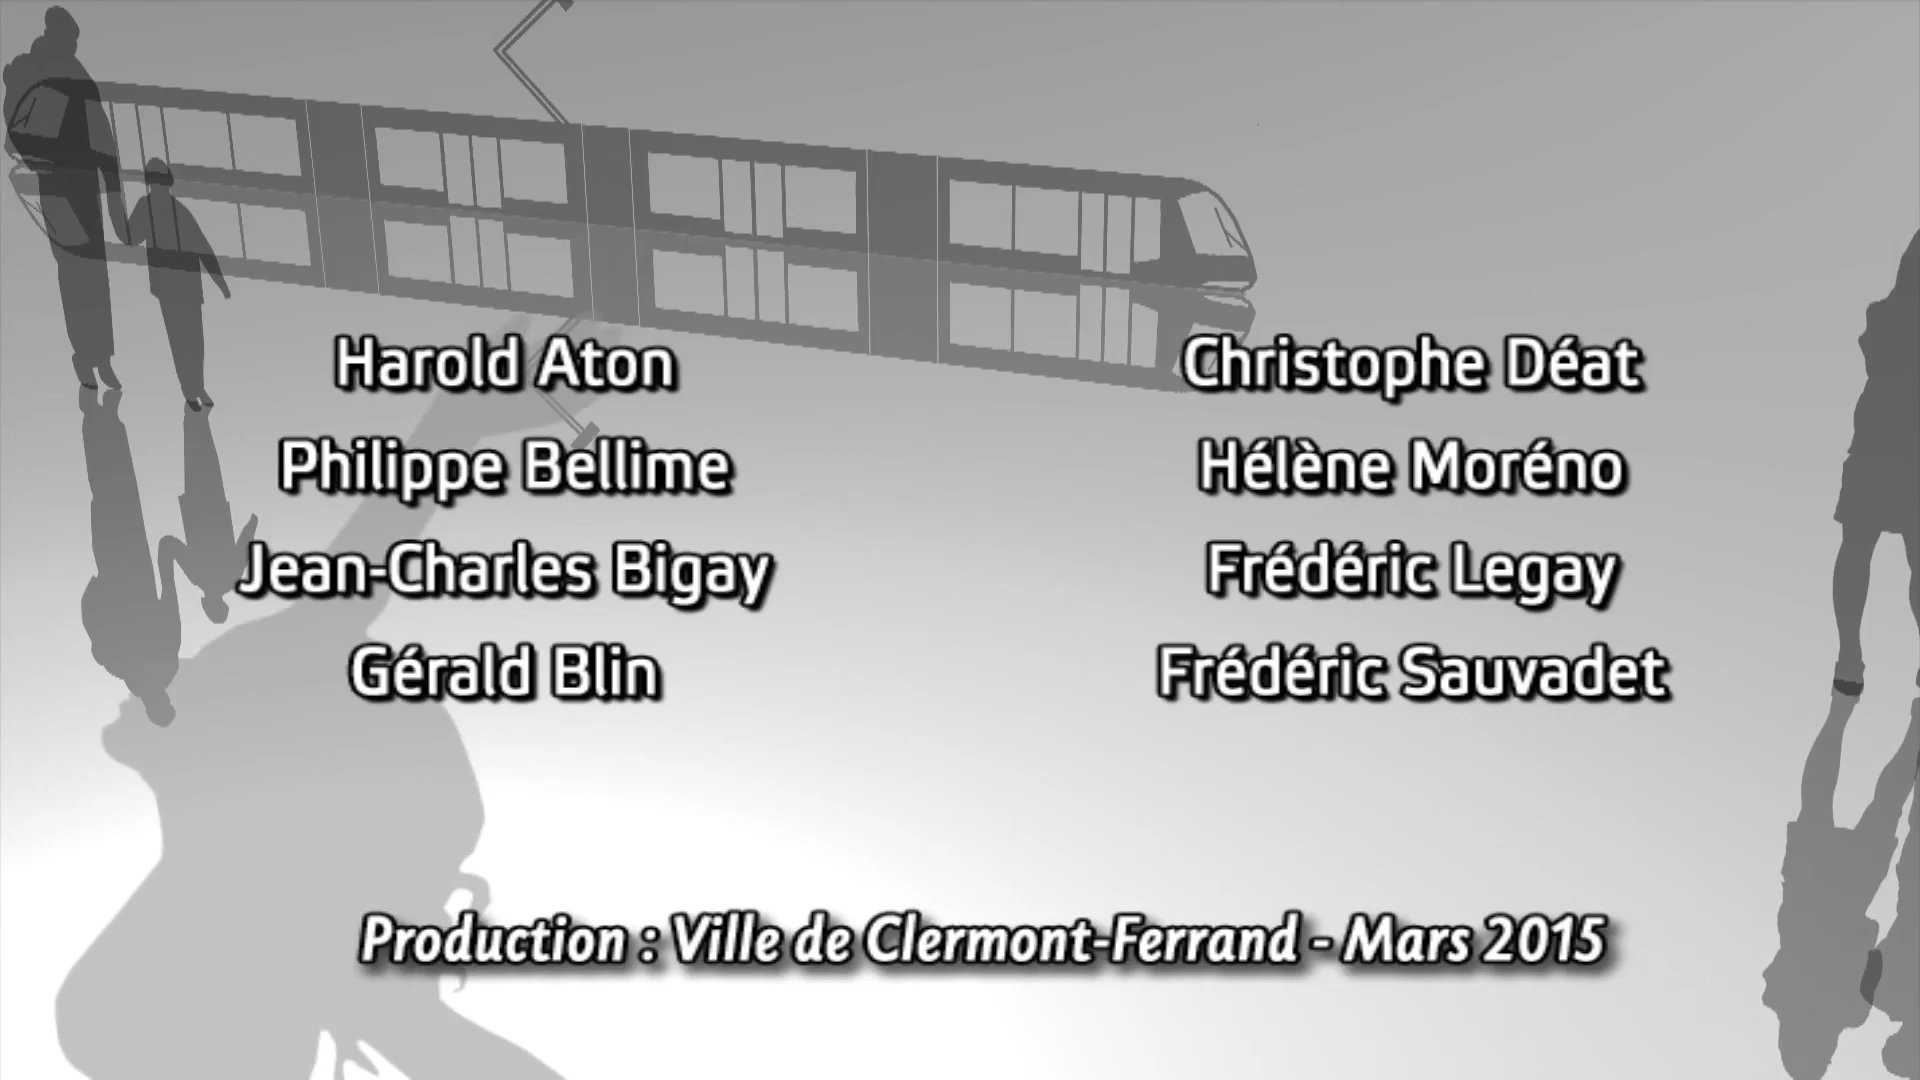 Harold Aton
Philippe Bellime
Jean-Charles Bigay
Gérald Blin
Christophe Déat
Hélène Moréno
Frédéric Legay
Frédéric Sauvadet
Production : Ville de Clermont-Ferrand - Mars 2015